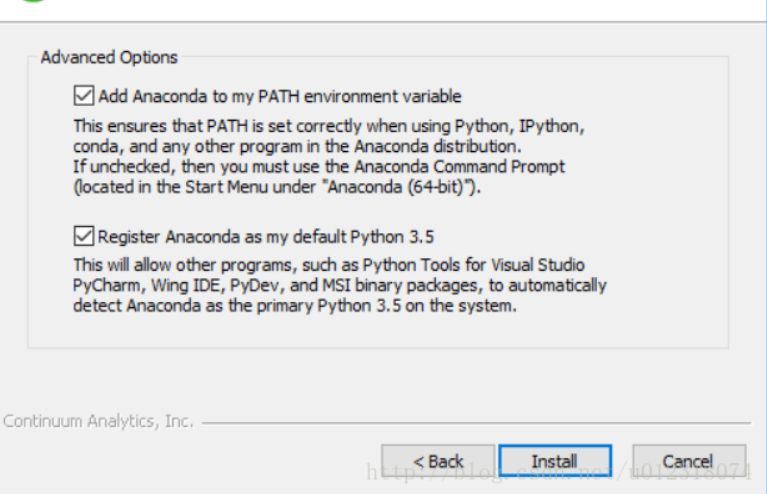 Advanced Options
Add Anaconda to my PATH environment variable
This ensures that PATH is set correctly when using Python, IPython,
conda, and any other program in the Anaconda distribution.
If unchecked, then you must use the Anaconda Command Prompt
(located in the Start Menu under "Anaconda (64-bit)").
Register Anaconda as my default Python 3.5
This will allow other programs, such as Python Tools for Visual Studio
PyCharm, Wing IDE, PyDev, and MSI binary packages, to automatically
detect Anaconda as the primary Python 3.5 on the system.
Continuum Analytics, Inc.
< Back Install Cancel